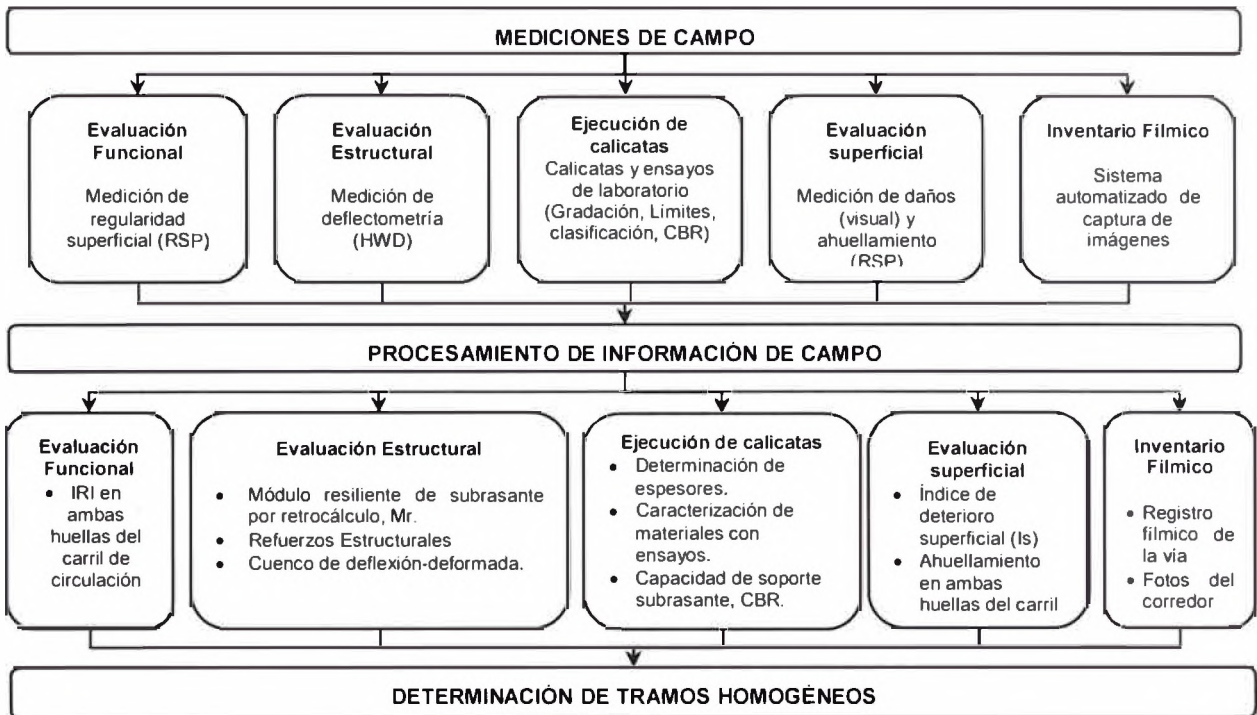 MEDICIONES DE CAMPO
Evaluación
Funcional
Medición de
regularidad
superficial (RSP)
Evaluación
Estructural
Medición de
deflectometría
(HWD)
Ejecución de
calicatas
Calicatas y ensayos
de laboratorio
(Gradación, Limites,
clasificación, CBR)
Evaluación
superficial
Medición de daños
(visual) y
ahuellamiento
(RSP)
Inventario Fílmico
Sistema
automatizado de
captura de
imágenes
PROCESAMIENTO DE INFORMACIÓN DE CAMPO
Evaluación
Funcional
• IRI en
ambas
huellas del
carril de
circulación
Evaluación Estructural
• Módulo resiliente de subrasante
por retrocálculo, Mr.
• Refuerzos Estructurales
• Cuenco de deflexión-deformada.
Ejecución de calicatas
• Determinación de
espesores.
• Caracterización de
materiales con
ensayos.
• Capacidad de soporte
subrasante, CBR.
Evaluación
superficial
• Índice de
deterioro
superficial (Is)
• Ahuellamiento
en ambas
huellas del carril
Inventario
Fílmico
• Registro
fílmico de
la via
• Fotos del
corredor
DETERMINACIÓN DE TRAMOS HOMOGÉNEOS